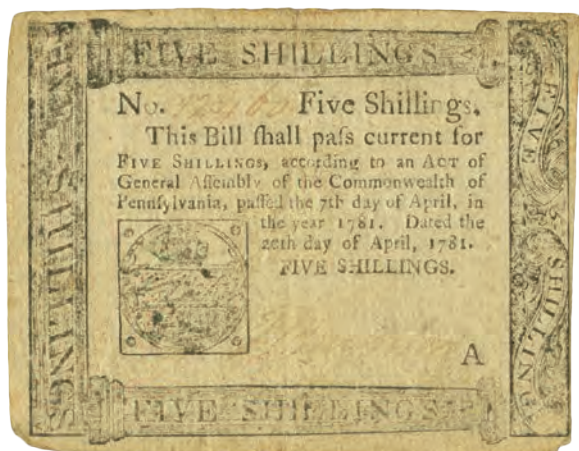 FIVE SHILLINGS
FIVE SHILLINGS
FIVE SHILLING
No. Five Shillings.
This Bill ſhall paſs current for
FIVE SHILLINGS, according to an ACT of
General Aſſembly of the Commonwealth of
Pennſylvania, paſſed the 7th day of April, in
the year 1781. Dated the
20th day of April, 1781.
FIVE SHILLINGS.
A
FIVE SHILLINGS